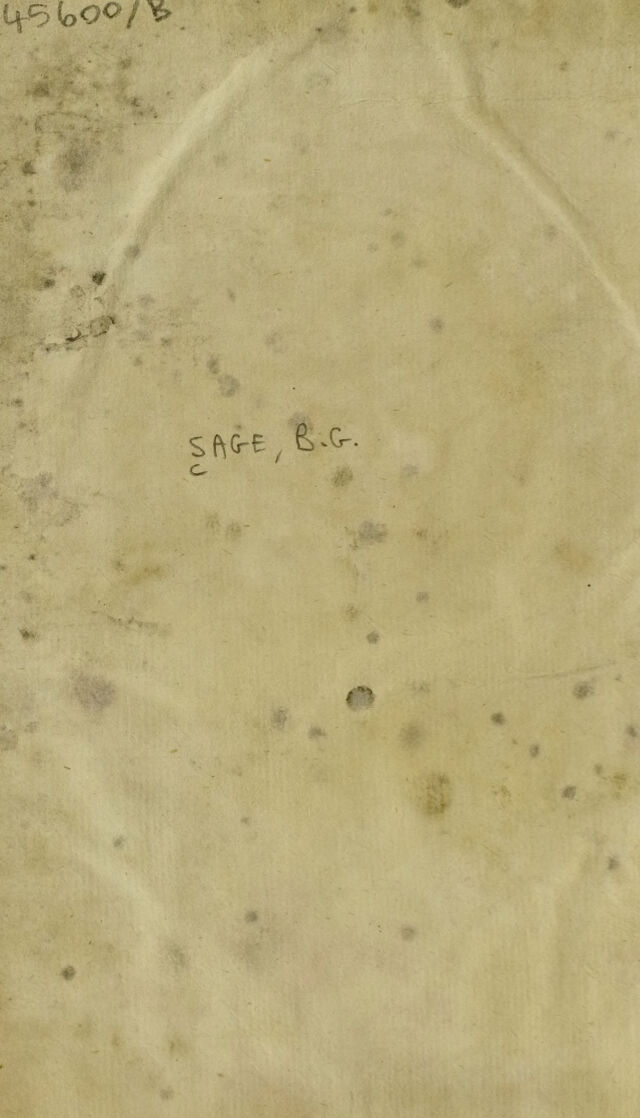 45600/B
SAGE, B.G.
c